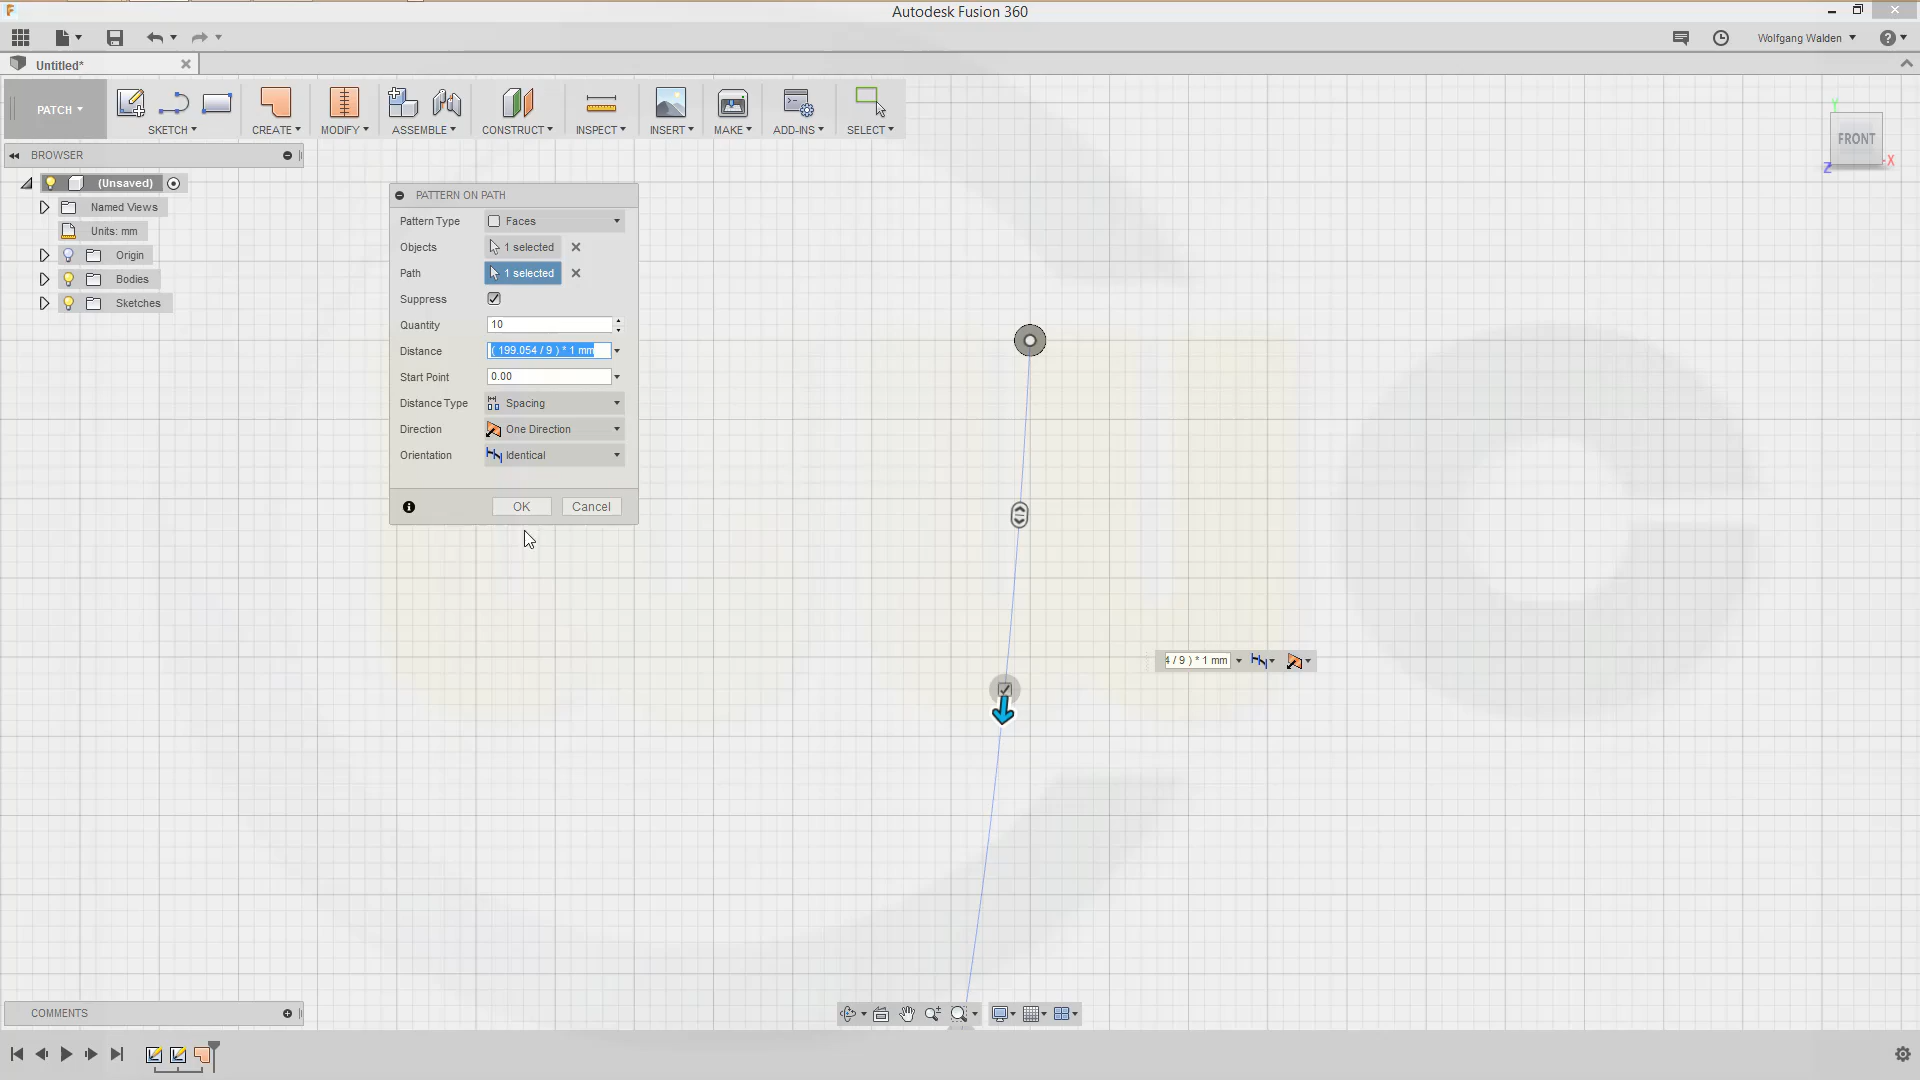 Autodesk Fusion 360
Wolfgang Walden
Untitled*
PATCH
SKETCH
CREATE
MODIFY
ASSEMBLE
CONSTRUCT
INSPECT
INSERT
MAKE
ADD-INS
SELECT
FRONT
Y
X
Z
BROWSER
(Unsaved)
Named Views
Units: mm
Origin
Bodies
Sketches
PATTERN ON PATH
Pattern Type Faces
Objects 1 selected
Path 1 selected
Suppress
Quantity 10
Distance ( 199.054 / 9 ) * 1 mm
Start Point 0.00
Distance Type Spacing
Direction One Direction
Orientation Identical
OK Cancel
4 / 9 ) * 1 mm
COMMENTS